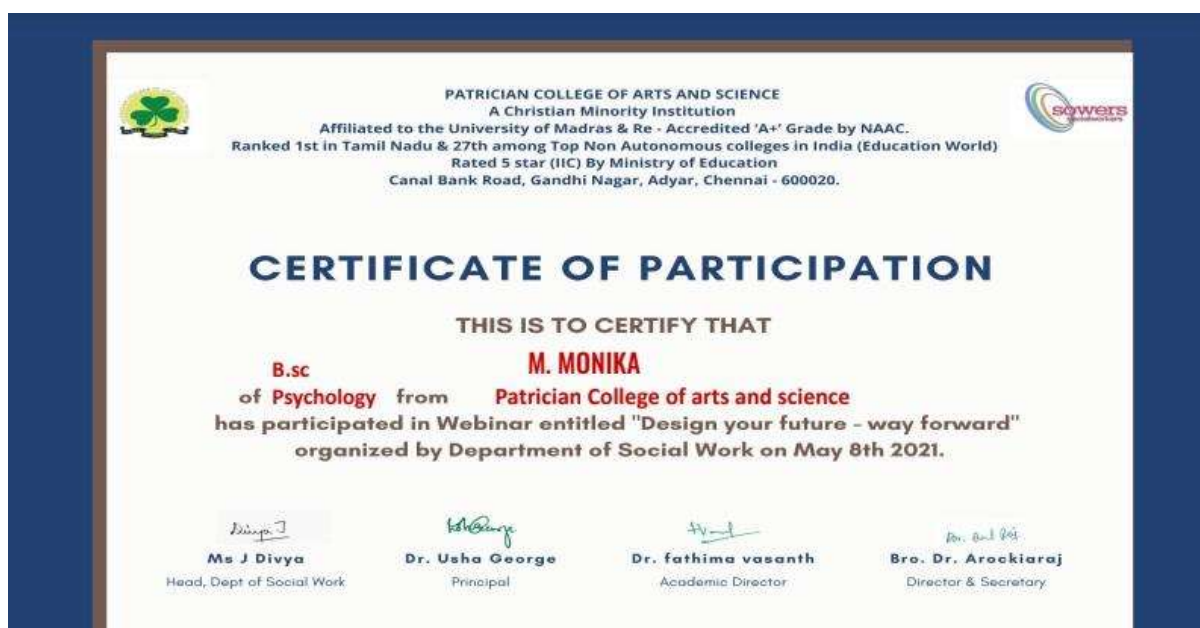 PATRICIAN COLLEGE OF ARTS AND SCIENCE
A Christian Minority Institution
Affiliated to the University of Madras & Re - Accredited ‘A+’ Grade by NAAC.
Ranked 1st in Tamil Nadu & 27th among Top Non Autonomous colleges in India (Education World)
Rated 5 star (IIC) By Ministry of Education
Canal Bank Road, Gandhi Nagar, Adyar, Chennai - 600020.
sowers
socialworkers
CERTIFICATE OF PARTICIPATION
THIS IS TO CERTIFY THAT
B.sc M. MONIKA
of Psychology from Patrician College of arts and science
has participated in Webinar entitled "Design your future - way forward"
organized by Department of Social Work on May 8th 2021.
Divya J
Ms J Divya Dr. Usha George Dr. fathima vasanth Bro. Dr. Arockiaraj
Head, Dept of Social Work Principal Academic Director Director & Secretary